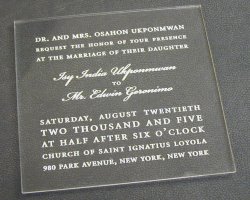 DR. AND MRS. OSAHON UKPONMWAN
REQUEST THE HONOR OF YOUR PRESENCE
AT THE MARRIAGE OF THEIR DAUGHTER
Isy India Ukponmwan
TO
Mr. Edwin Geronimo
SATURDAY, AUGUST TWENTIETH
TWO THOUSAND AND FIVE
AT HALF AFTER SIX O'CLOCK
CHURCH OF SAINT IGNATIUS LOYOLA
980 PARK AVENUE, NEW YORK, NEW YORK